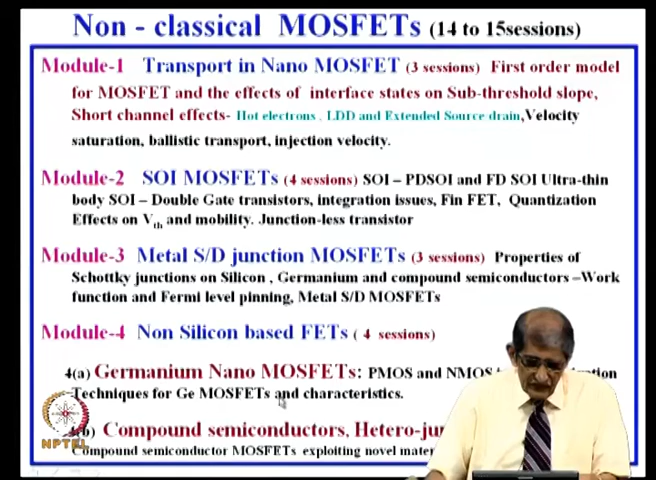 Non - classical MOSFETs (14 to 15sessions)
Module-1 Transport in Nano MOSFET (3 sessions) First order model
for MOSFET and the effects of interface states on Sub-threshold slope,
Short channel effects- Hot electrons, LDD and Extended Source drain,Velocity
saturation, ballistic transport, injection velocity.
Module-2 SOI MOSFETs (4 sessions) SOI – PDSOI and FD SOI Ultra-thin
body SOI – Double Gate transistors, integration issues, Fin FET, Quantization
Effects on Vth and mobility. Junction-less transistor
Module-3 Metal S/D junction MOSFETs (3 sessions) Properties of
Schottky junctions on Silicon , Germanium and compound semiconductors –Work
function and Fermi level pinning, Metal S/D MOSFETs
Module-4 Non Silicon based FETs ( 4 sessions)
4(a) Germanium Nano MOSFETs: PMOS and NMOS
Techniques for Ge MOSFETs and characteristics.
Compound semiconductors,
Compound semiconductor MOSFETs exploiting novel
NPTEL